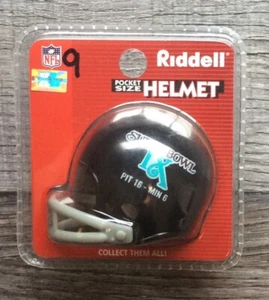 NFL
9
Riddell
POCKET SIZE HELMET
SUPER BOWL
IX
PIT 16 - MIN 6
COLLECT THEM ALL!